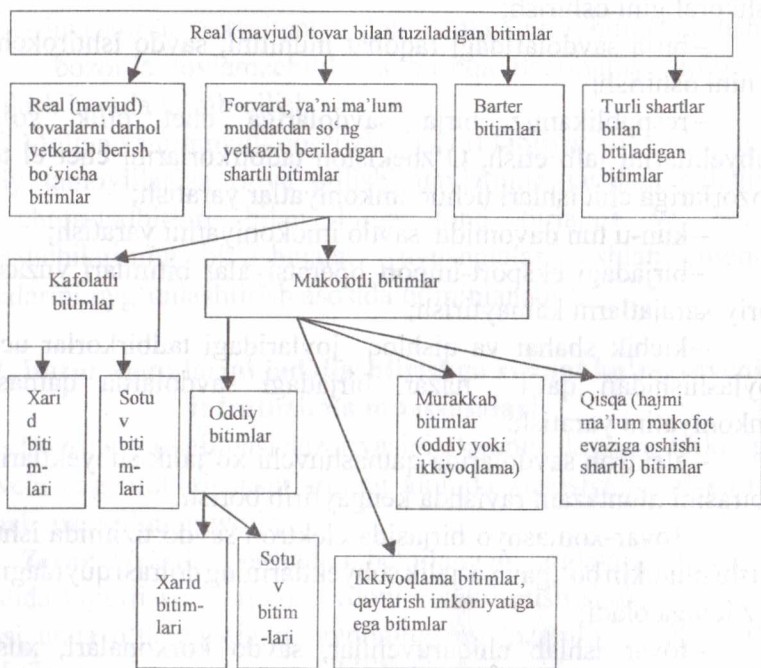 Real (mavjud) tovar bilan tuziladigan bitimlar
Real (mavjud)
tovarlarni darhol
yetkazib berish
bo‘yicha
bitimlar
Forvard, ya’ni ma’lum
muddatdan so‘ng
yetkazib beriladigan
shartli bitimlar
Barter
bitimlari
Turli shartlar
bilan
bitiladigan
bitimlar
Kafolatli
bitimlar
Mukofotli bitimlar
Xari
d
biti
m-
lari
Sotu
v
biti
m-
lari
Oddiy
bitimlar
Murakkab
bitimlar
(oddiy yoki
ikkiyoqlama)
Qisqa (hajmi
ma’lum mukofot
evaziga oshishi
shartli) bitimlar
Xarid
bitim-
lari
Sotu
v
bitim
-lari
Ikkiyoqlama bitimlar,
qaytarish imkoniyatiga
ega bitimlar